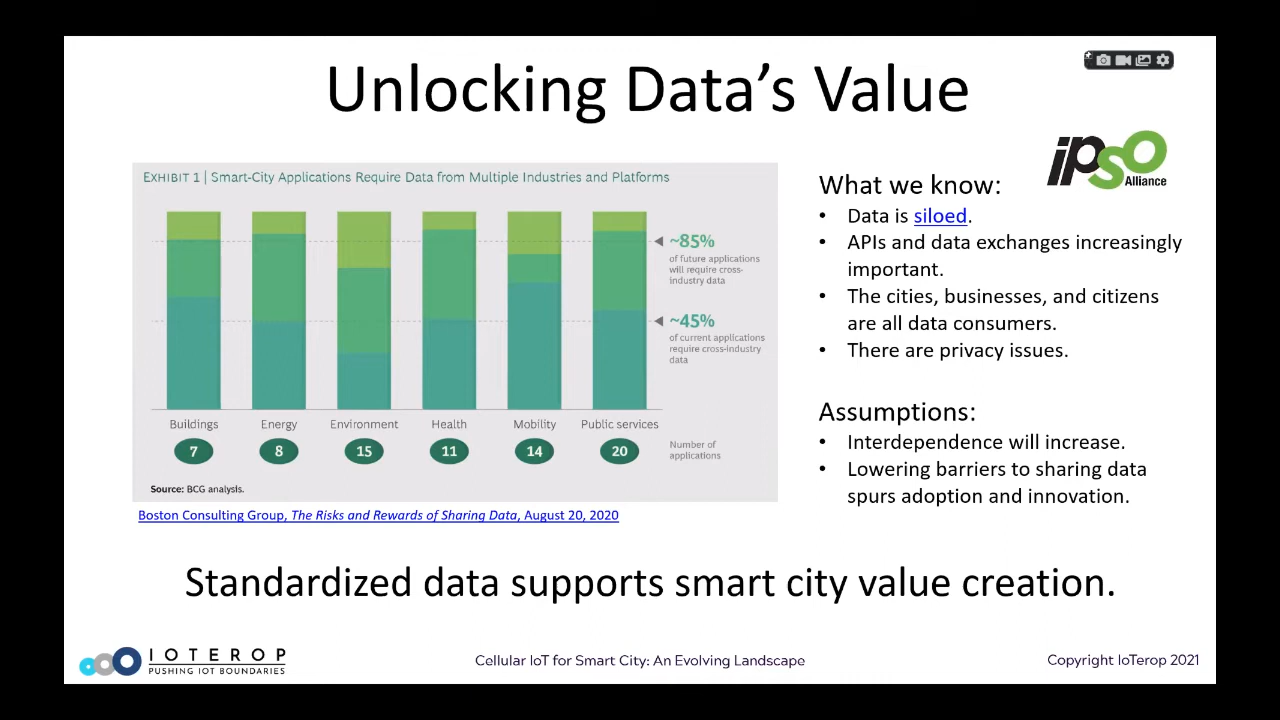 Unlocking Data's Value
ipso
Alliance
EXHIBIT 1 | Smart-City Applications Require Data from Multiple Industries and Platforms
~85%
of future applications
will require cross-
industry data
~45%
of current applications
require cross-industry
data
Buildings Energy Environment Health Mobility Public services
7 8 15 11 14 20
Number of
applications
Source: BCG analysis.
Boston Consulting Group, The Risks and Rewards of Sharing Data, August 20, 2020
What we know:
• Data is siloed.
• APIs and data exchanges increasingly
important.
• The cities, businesses, and citizens
are all data consumers.
• There are privacy issues.
Assumptions:
• Interdependence will increase.
• Lowering barriers to sharing data
spurs adoption and innovation.
Standardized data supports smart city value creation.
IOTEROP
PUSHING IOT BOUNDARIES
Cellular IoT for Smart City: An Evolving Landscape
Copyright IoTerop 2021